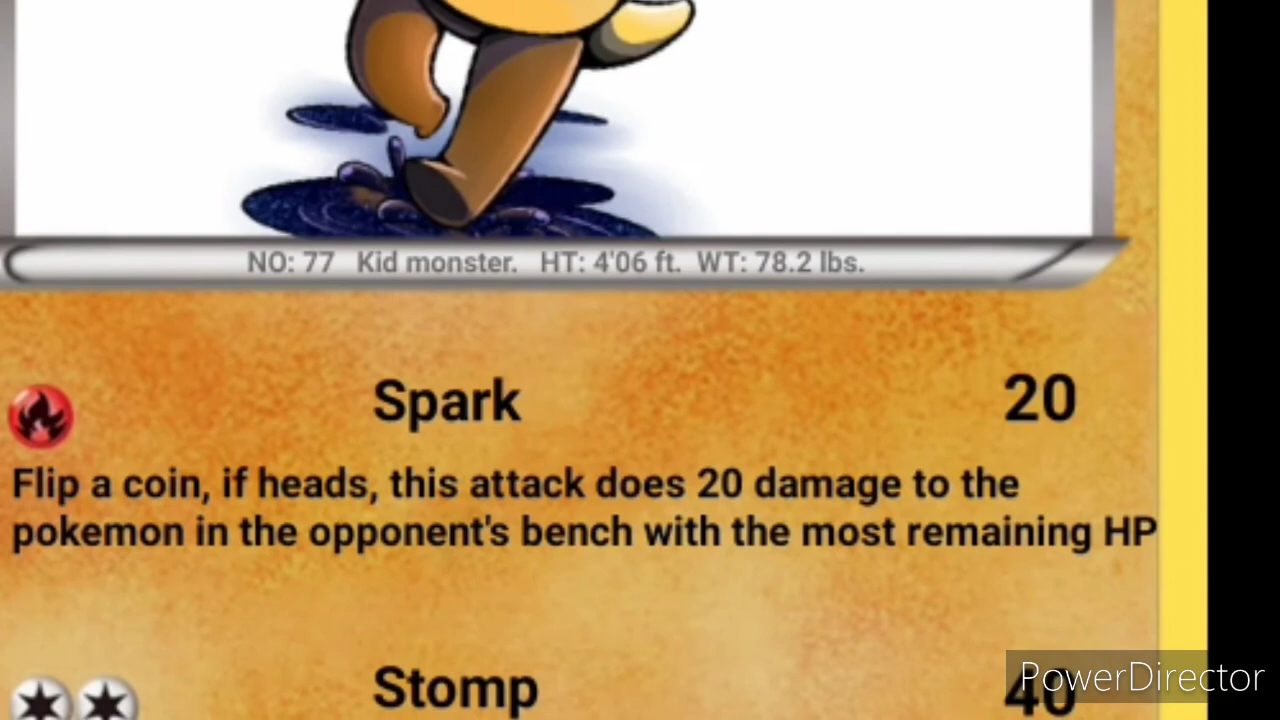 NO: 77 Kid monster. HT: 4'06 ft. WT: 78.2 lbs.
Spark 20
Flip a coin, if heads, this attack does 20 damage to the
pokemon in the opponent's bench with the most remaining HP
Stomp 40
PowerDirector